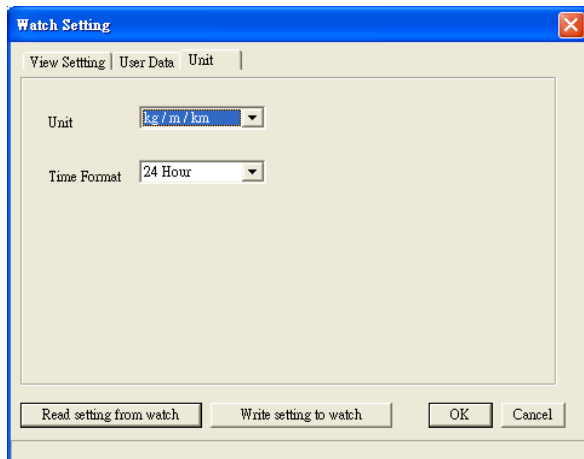 Watch Setting
View Settting User Data Unit
Unit kg / m / km
Time Format 24 Hour
Read setting from watch Write setting to watch OK Cancel